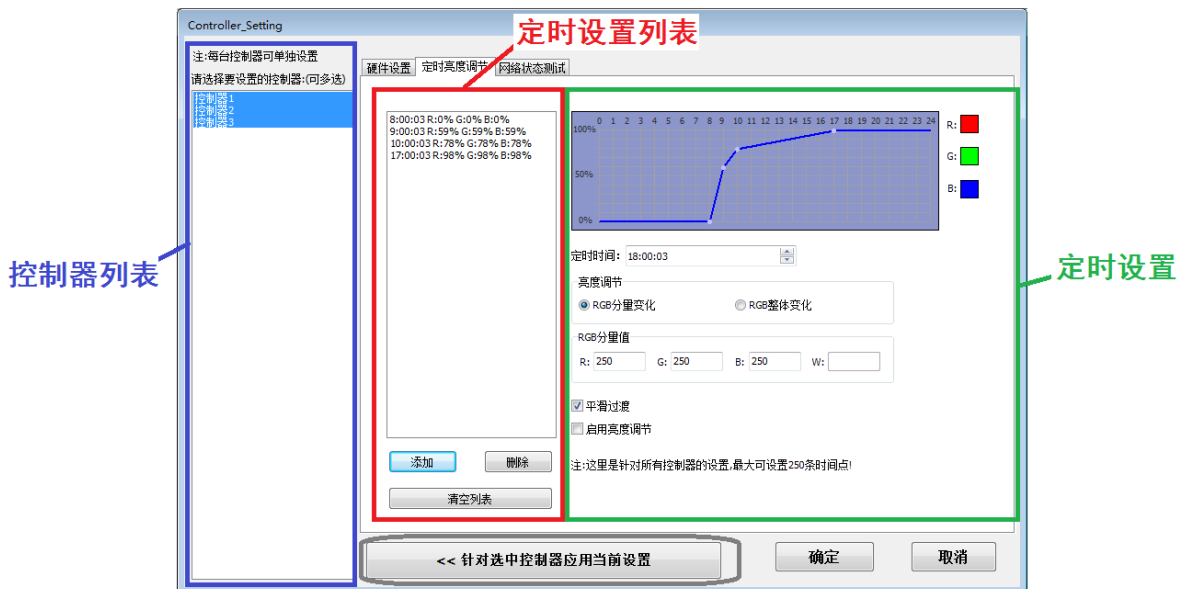 Controller_Setting
定时设置列表
注:每台控制器可单独设置
请选择要设置的控制器:(可多选)
控制器1
控制器2
控制器3
硬件设置 定时亮度调节 网络状态测试
8:00:03 R:0% G:0% B:0%
9:00:03 R:59% G:59% B:59%
10:00:03 R:78% G:78% B:78%
17:00:03 R:98% G:98% B:98%
0 1 2 3 4 5 6 7 8 9 10 11 12 13 14 15 16 17 18 19 20 21 22 23 24
100%
50%
0%
R:
G:
B:
控制器列表
定时设置
定时时间: 18:00:03
亮度调节
RGB分量变化 RGB整体变化
RGB分量值
R: 250 G: 250 B: 250 W:
平滑过渡
启用亮度调节
添加 删除
注:这里是针对所有控制器的设置,最大可设置250条时间点!
清空列表
<< 针对选中控制器应用当前设置 确定 取消